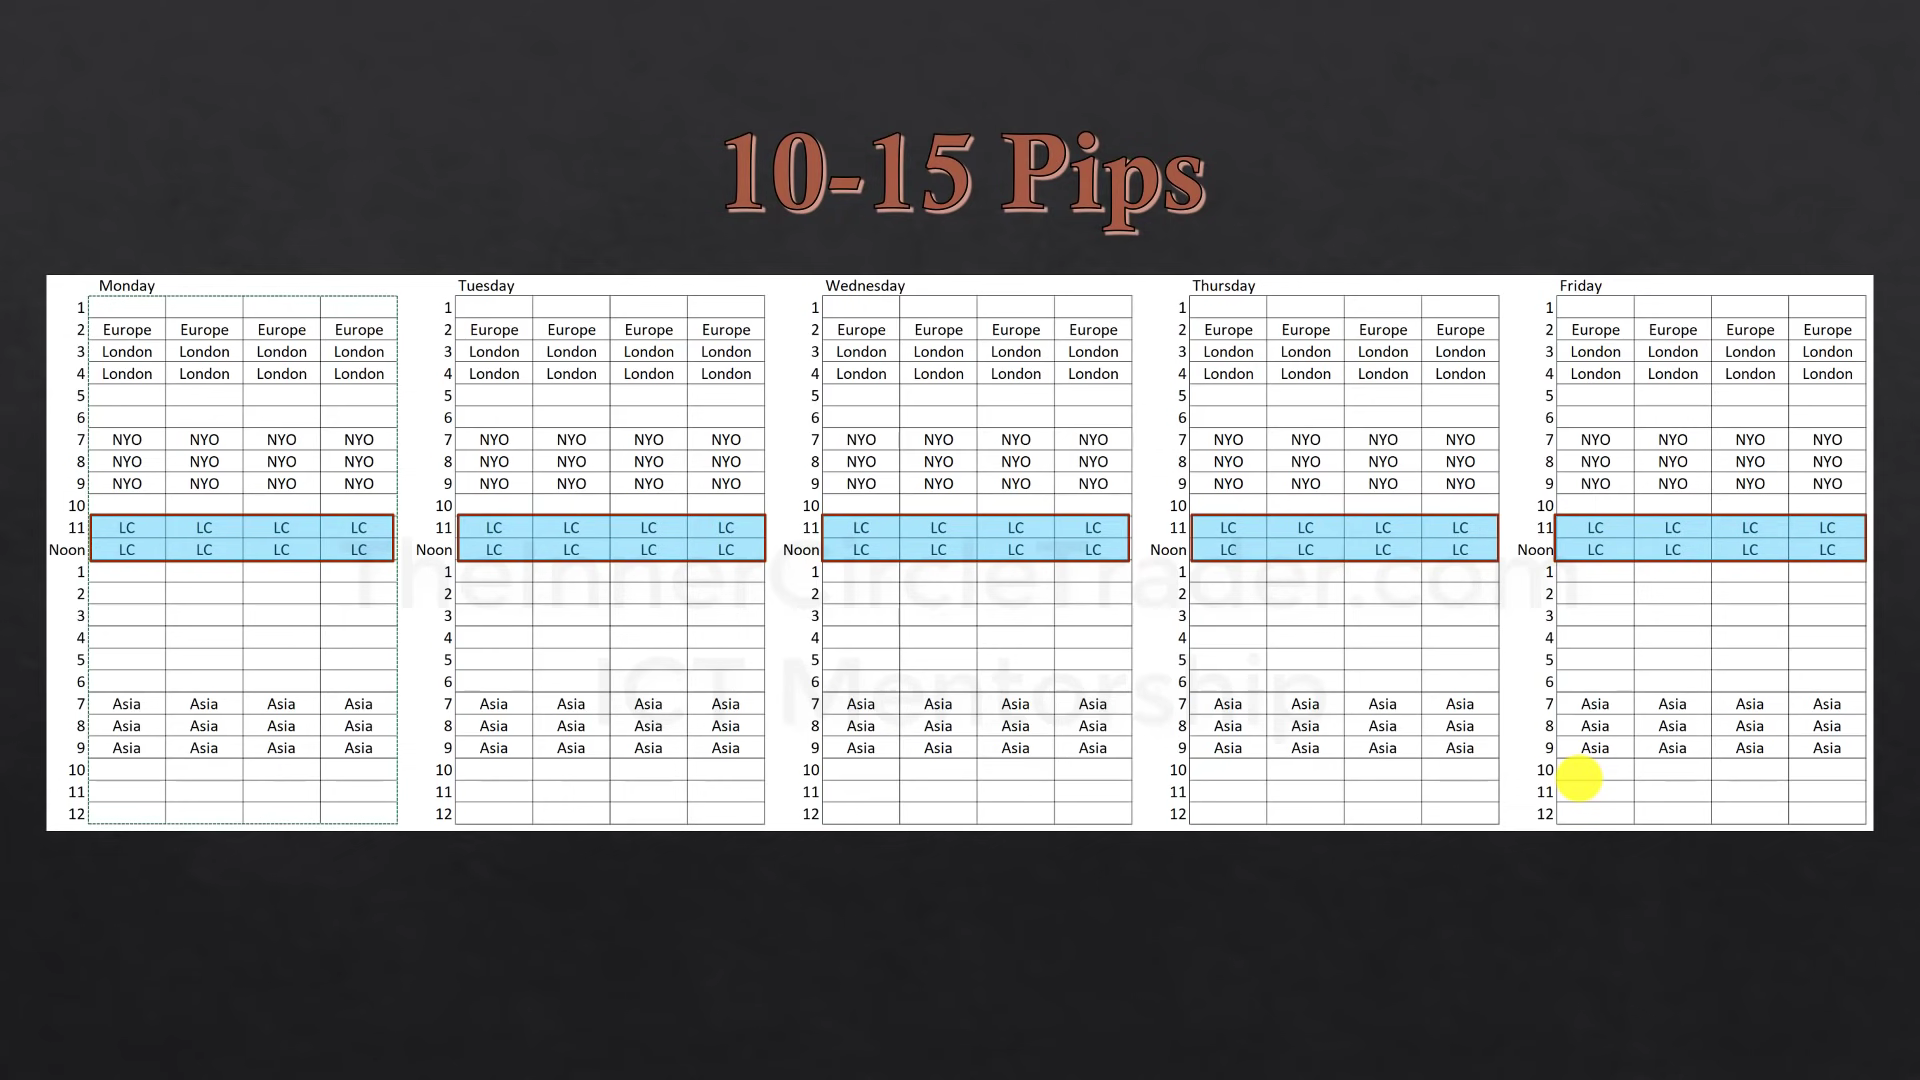 10-15 Pips
Monday Tuesday Wednesday Thursday Friday
1 1 1 1 1
2 Europe Europe Europe Europe 2 Europe Europe Europe Europe 2 Europe Europe Europe Europe 2 Europe Europe Europe Europe 2 Europe Europe Europe Europe
3 London London London London 3 London London London London 3 London London London London 3 London London London London 3 London London London London
4 London London London London 4 London London London London 4 London London London London 4 London London London London 4 London London London London
5 5 5 5 5
6 6 6 6 6
7 NYO NYO NYO NYO 7 NYO NYO NYO NYO 7 NYO NYO NYO NYO 7 NYO NYO NYO NYO 7 NYO NYO NYO NYO
8 NYO NYO NYO NYO 8 NYO NYO NYO NYO 8 NYO NYO NYO NYO 8 NYO NYO NYO NYO 8 NYO NYO NYO NYO
9 NYO NYO NYO NYO 9 NYO NYO NYO NYO 9 NYO NYO NYO NYO 9 NYO NYO NYO NYO 9 NYO NYO NYO NYO
10 10 10 10 10
11 LC LC LC LC 11 LC LC LC LC 11 LC LC LC LC 11 LC LC LC LC 11 LC LC LC LC
Noon LC LC LC LC Noon LC LC LC LC Noon LC LC LC LC Noon LC LC LC LC Noon LC LC LC LC
1 1 1 1 1
TheInnerCircleTrader.com
2 2 2 2 2
3 3 3 3 3
4 4 4 4 4
5 5 5 5 5
6 6 6 6 6
ICT Mentorship
7 Asia Asia Asia Asia 7 Asia Asia Asia Asia 7 Asia Asia Asia Asia 7 Asia Asia Asia Asia 7 Asia Asia Asia Asia
8 Asia Asia Asia Asia 8 Asia Asia Asia Asia 8 Asia Asia Asia Asia 8 Asia Asia Asia Asia 8 Asia Asia Asia Asia
9 Asia Asia Asia Asia 9 Asia Asia Asia Asia 9 Asia Asia Asia Asia 9 Asia Asia Asia Asia 9 Asia Asia Asia Asia
10 10 10 10 10
11 11 11 11 11
12 12 12 12 12